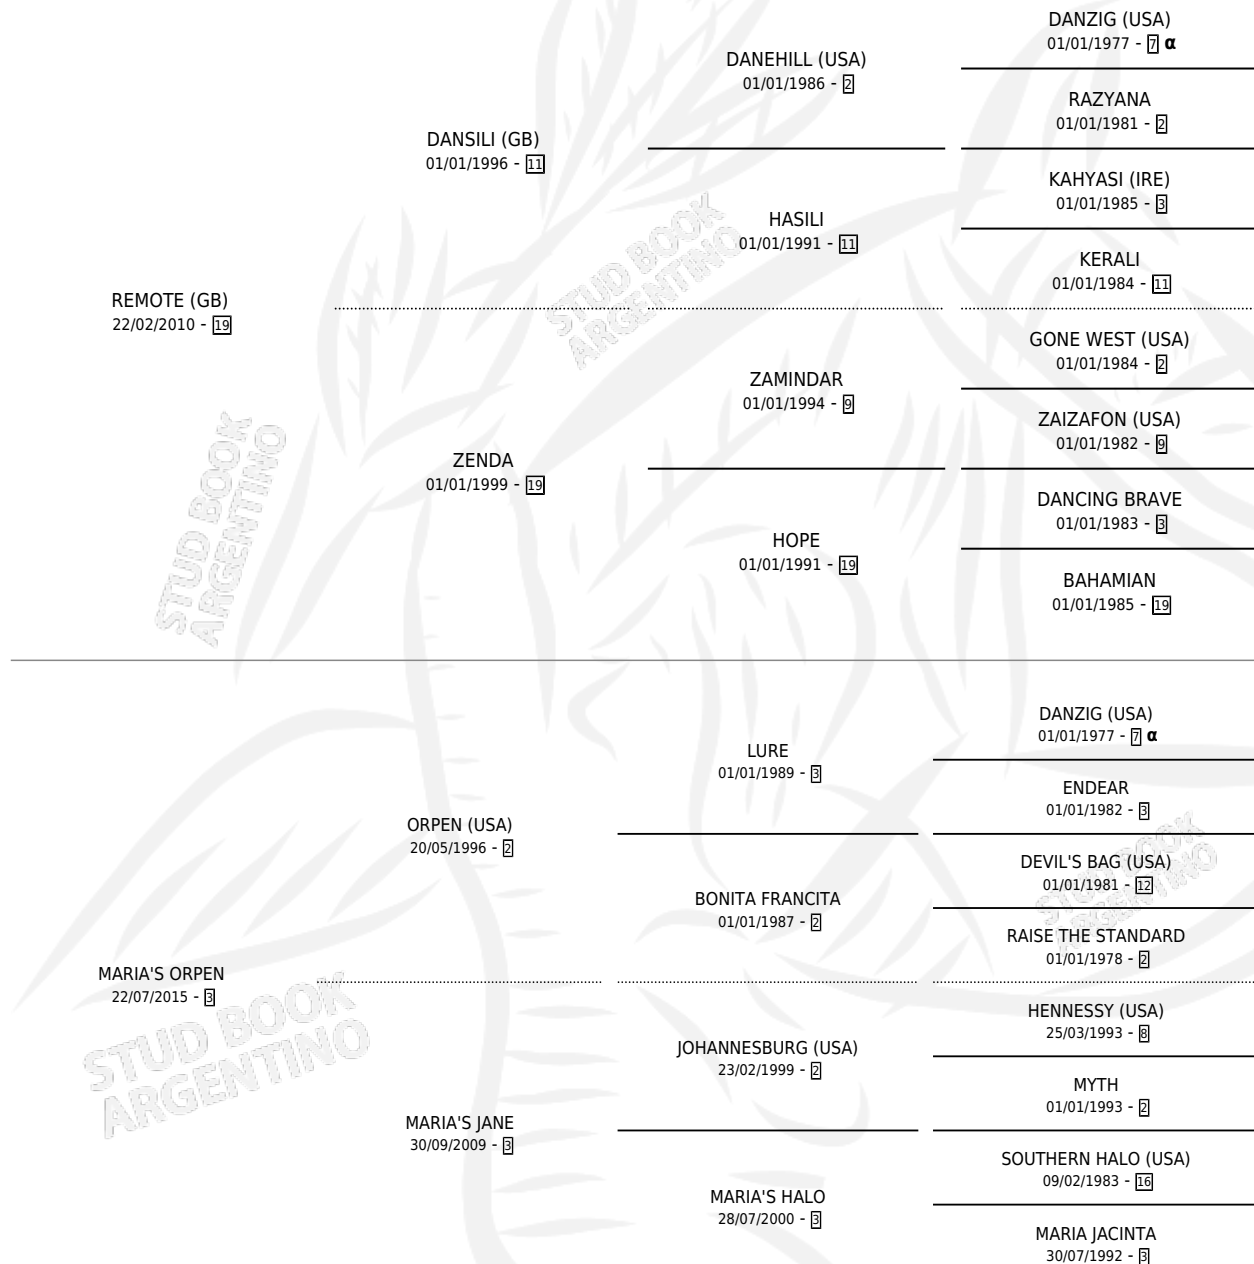 DANZIG (USA)
01/01/1977 - 7 α
DANEHILL (USA)
01/01/1986 - 2
RAZYANA
01/01/1981 - 2
DANSILI (GB)
01/01/1996 - 11
KAHYASI (IRE)
01/01/1985 - 3
HASILI
01/01/1991 - 11
KERALI
01/01/1984 - 11
STUD BOOK
ARGENTINO
REMOTE (GB)
22/02/2010 - 19
GONE WEST (USA)
01/01/1984 - 2
ZAMINDAR
01/01/1994 - 9
ZAIZAFON (USA)
01/01/1982 - 9
ZENDA
01/01/1999 - 19
DANCING BRAVE
01/01/1983 - 3
HOPE
01/01/1991 - 19
BAHAMIAN
01/01/1985 - 19
STUD BOOK
ARGENTINO
DANZIG (USA)
01/01/1977 - 7 α
LURE
01/01/1989 - 3
ENDEAR
01/01/1982 - 3
ORPEN (USA)
20/05/1996 - 2
DEVIL'S BAG (USA)
01/01/1981 - 12
BONITA FRANCITA
01/01/1987 - 2
STUD BOOK
ARGENTINO
RAISE THE STANDARD
01/01/1978 - 2
MARIA'S ORPEN
22/07/2015 - 3
HENNESSY (USA)
25/03/1993 - 8
JOHANNESBURG (USA)
23/02/1999 - 2
STUD BOOK
ARGENTINO
MYTH
01/01/1993 - 2
MARIA'S JANE
30/09/2009 - 3
SOUTHERN HALO (USA)
09/02/1983 - 16
MARIA'S HALO
28/07/2000 - 3
MARIA JACINTA
30/07/1992 - 3